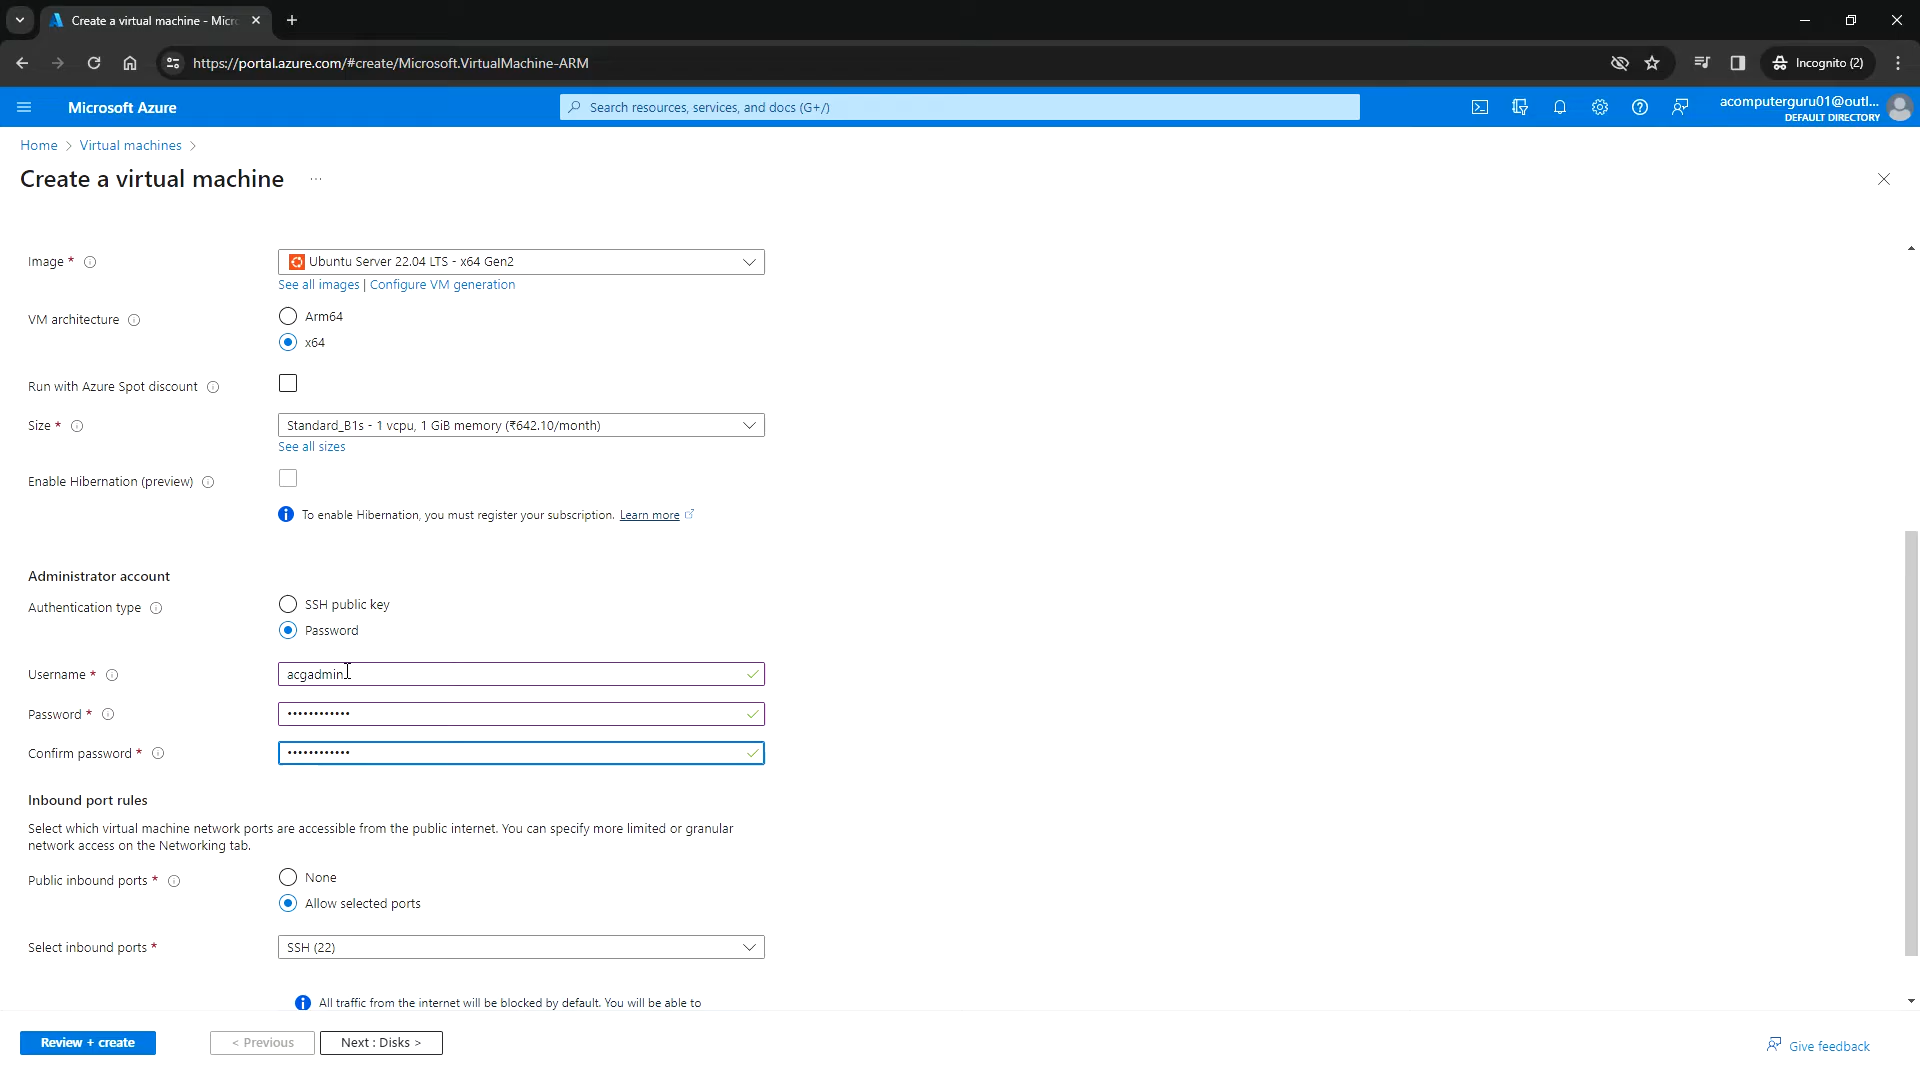 Create a virtual machine - Micr
https://portal.azure.com/#create/Microsoft.VirtualMachine-ARM
Incognito (2)
Microsoft Azure
Search resources, services, and docs (G+/)
acomputerguru01@outl...
DEFAULT DIRECTORY
Home > Virtual machines >
Create a virtual machine ...
Image *
Ubuntu Server 22.04 LTS - x64 Gen2
See all images | Configure VM generation
VM architecture
Arm64
x64
Run with Azure Spot discount
Size *
Standard_B1s - 1 vcpu, 1 GiB memory (₹642.10/month)
See all sizes
Enable Hibernation (preview)
To enable Hibernation, you must register your subscription. Learn more
Administrator account
Authentication type
SSH public key
Password
Username *
acgadmin
Password *
••••••••••••
Confirm password *
••••••••••••
Inbound port rules
Select which virtual machine network ports are accessible from the public internet. You can specify more limited or granular
network access on the Networking tab.
Public inbound ports *
None
Allow selected ports
Select inbound ports *
SSH (22)
All traffic from the internet will be blocked by default. You will be able to
Review + create
< Previous
Next : Disks >
Give feedback